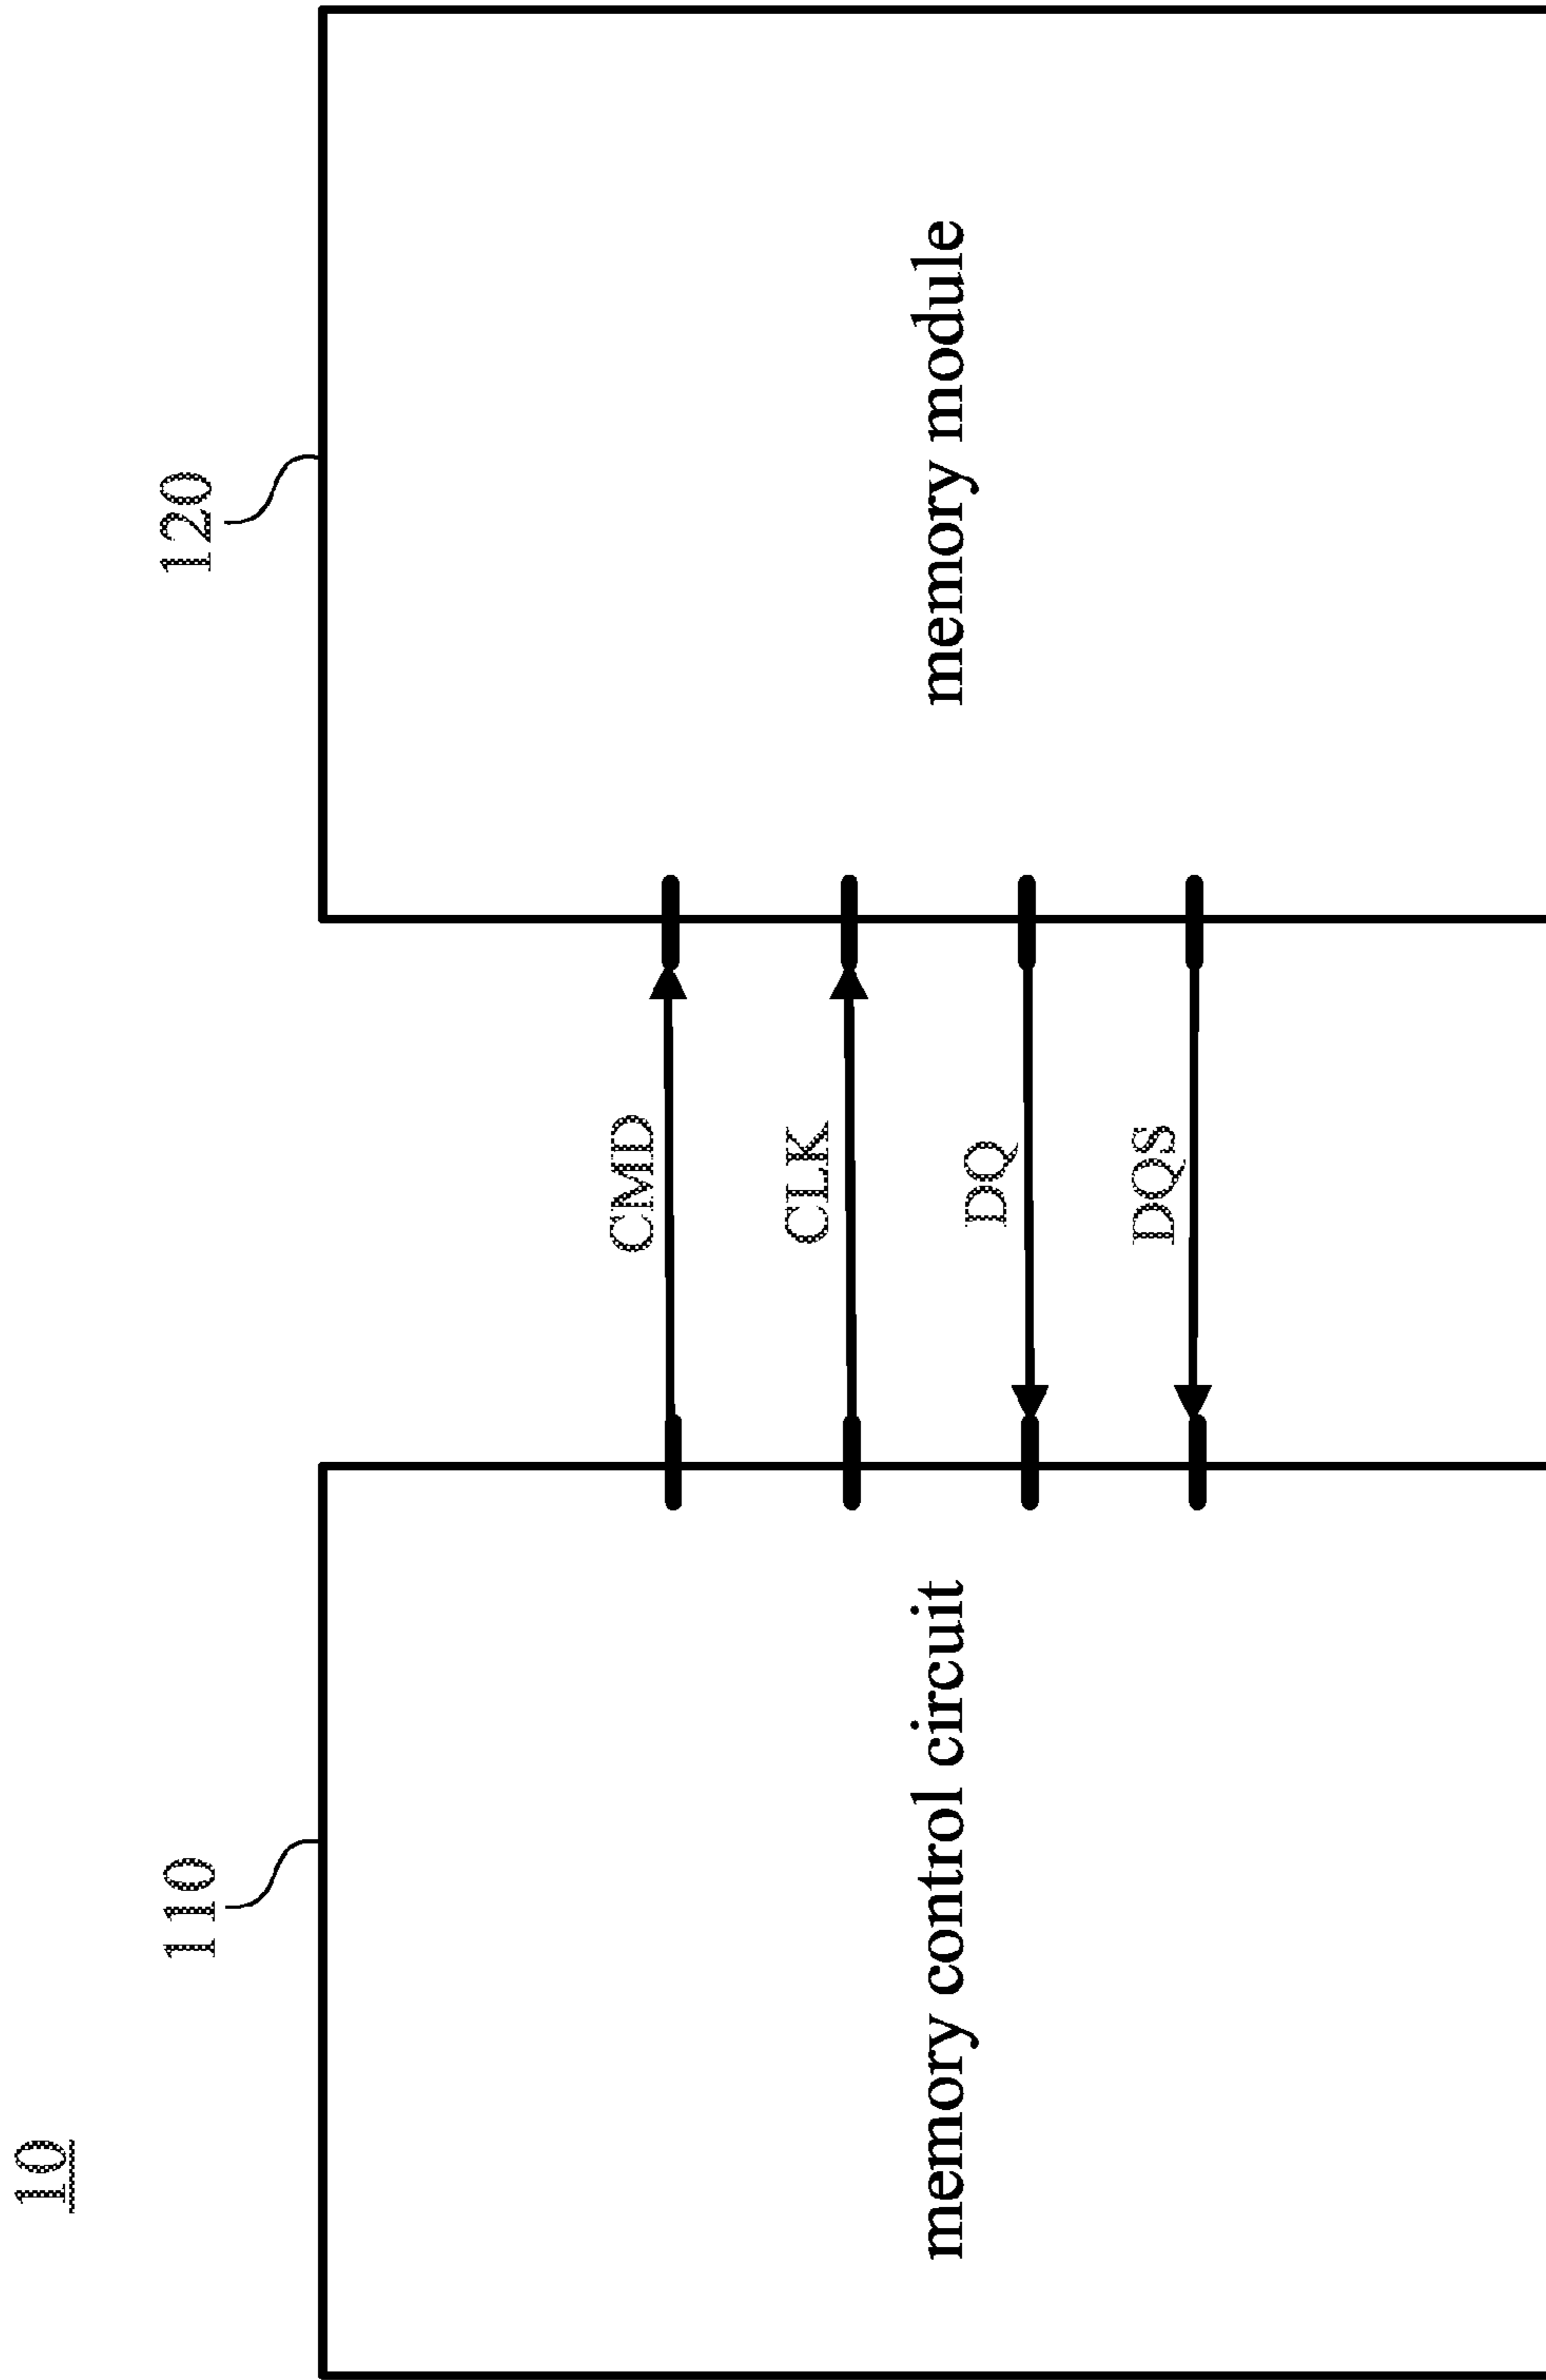 10
110
120
memory control circuit
CMD
CLK
DQ
DQS
memory module